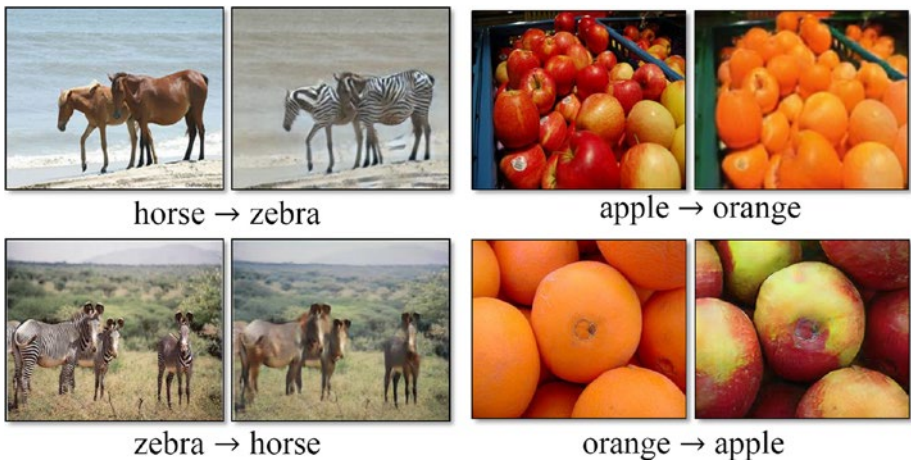 horse → zebra
apple → orange
zebra → horse
orange → apple